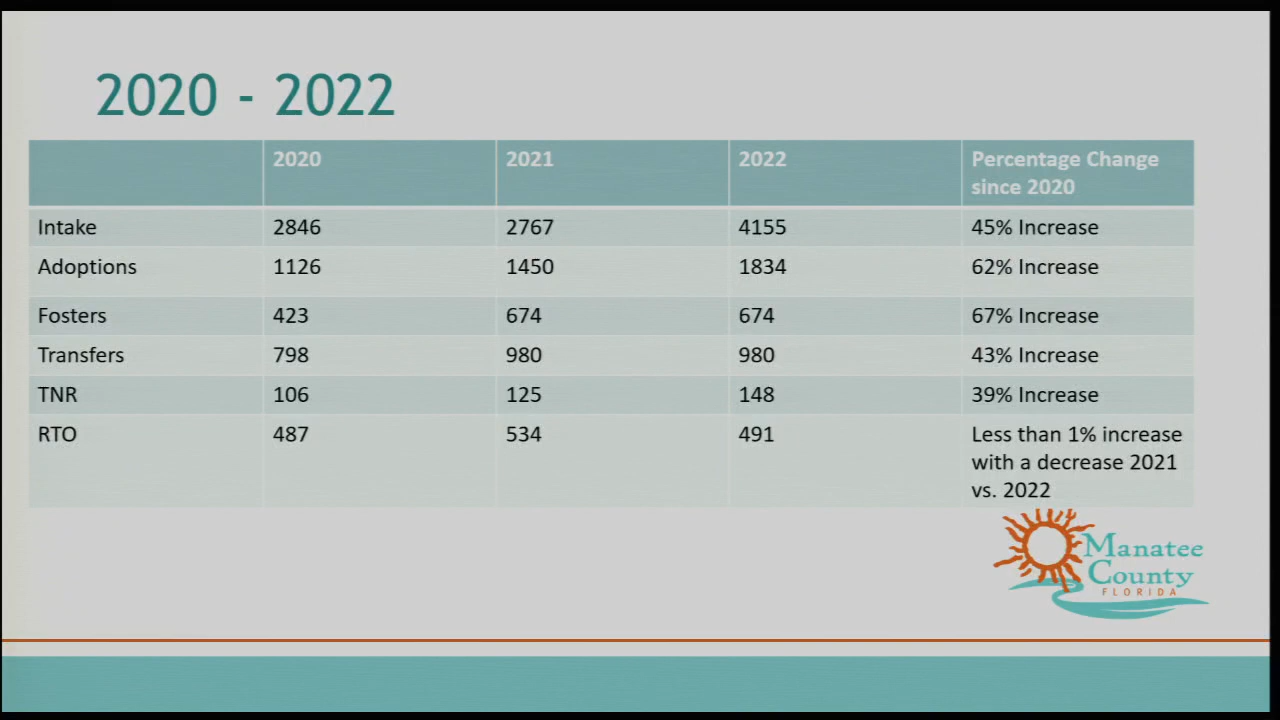 2020 - 2022
2020 2021 2022 Percentage Change
since 2020
Intake 2846 2767 4155 45% Increase
Adoptions 1126 1450 1834 62% Increase
Fosters 423 674 674 67% Increase
Transfers 798 980 980 43% Increase
TNR 106 125 148 39% Increase
RTO 487 534 491 Less than 1% increase
with a decrease 2021
vs. 2022
Manatee
County
FLORIDA